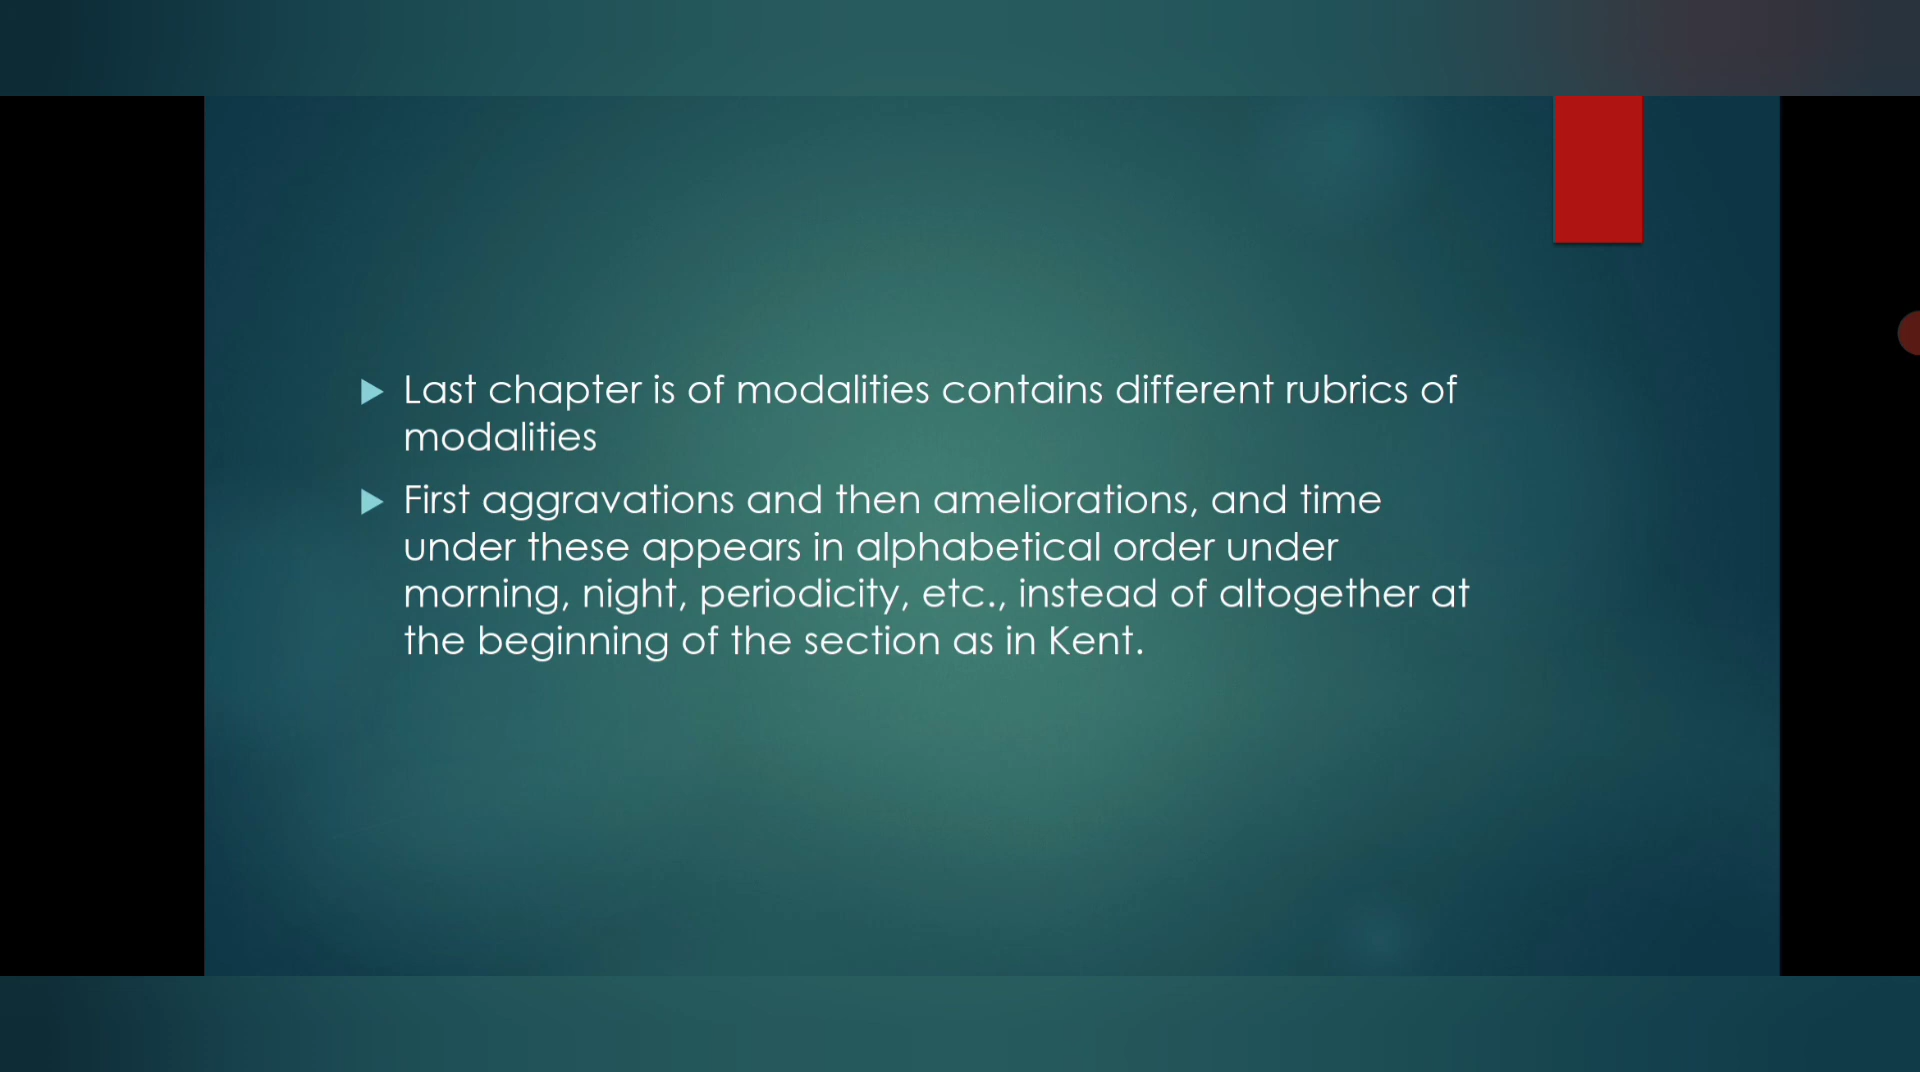 Last chapter is of modalities contains different rubrics of
modalities
First aggravations and then ameliorations, and time
under these appears in alphabetical order under
morning, night, periodicity, etc., instead of altogether at
the beginning of the section as in Kent.